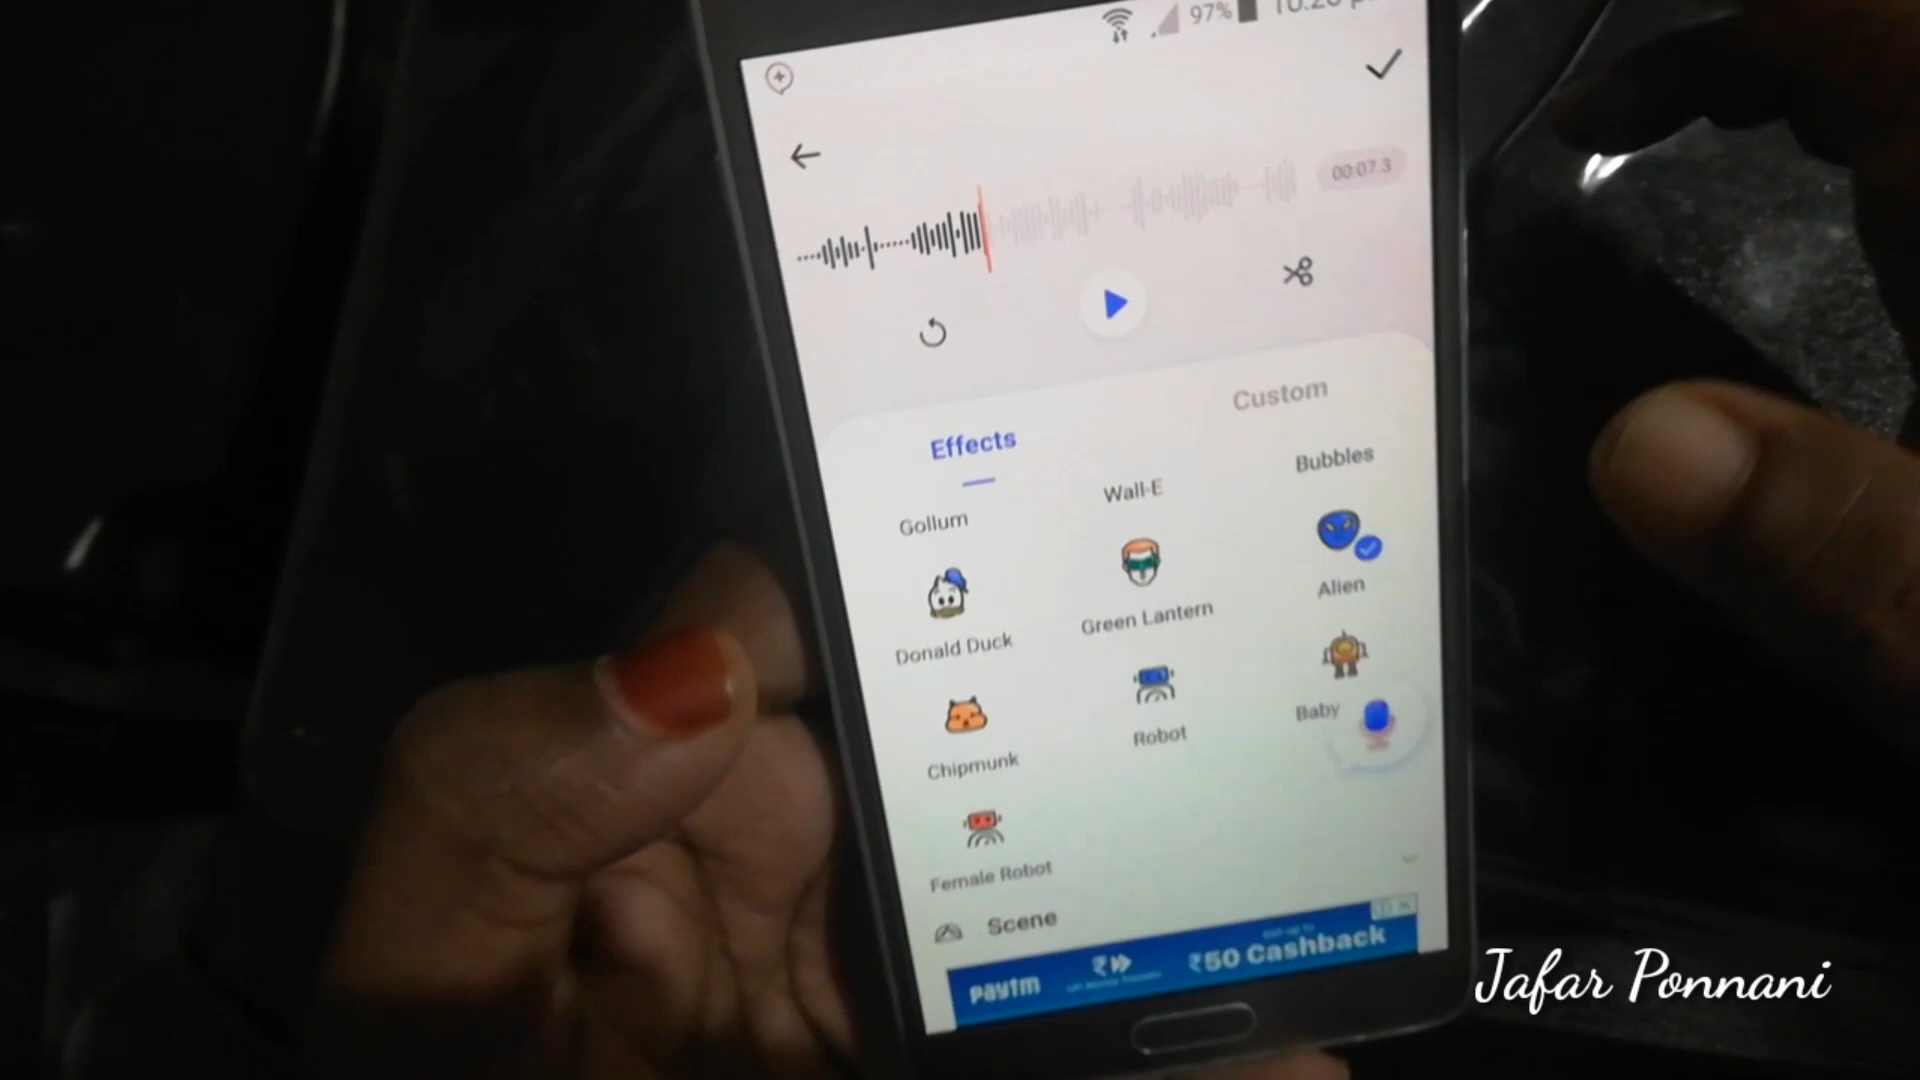 97%
00:07.3
Effects
Custom
Gollum
Wall-E
Bubbles
Donald Duck
Green Lantern
Alien
Chipmunk
Robot
Baby
Female Robot
Scene
paytm
₹50 Cashback
Jafar Ponnani